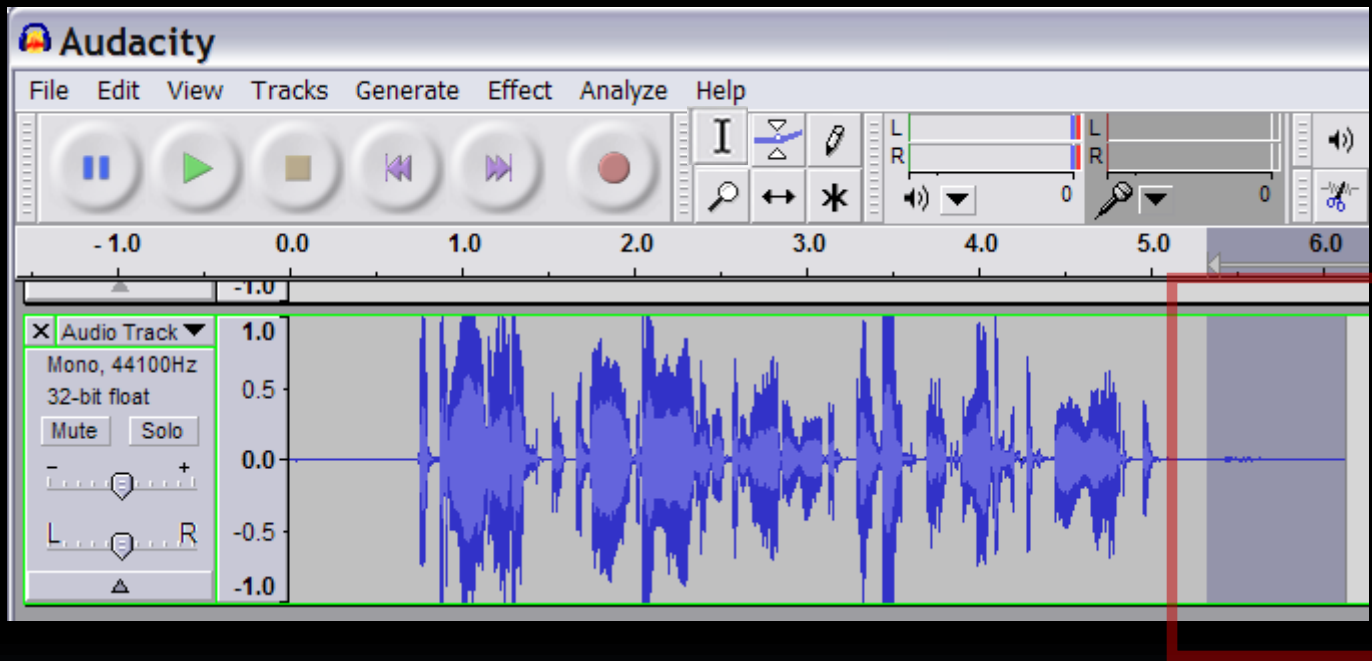 Audacity
File Edit View Tracks Generate Effect Analyze Help
L L
R R
0 0
- 1.0 0.0 1.0 2.0 3.0 4.0 5.0 6.0
-1.0
X Audio Track 1.0
Mono, 44100Hz
32-bit float 0.5
Mute Solo
- + 0.0
L R -0.5
-1.0